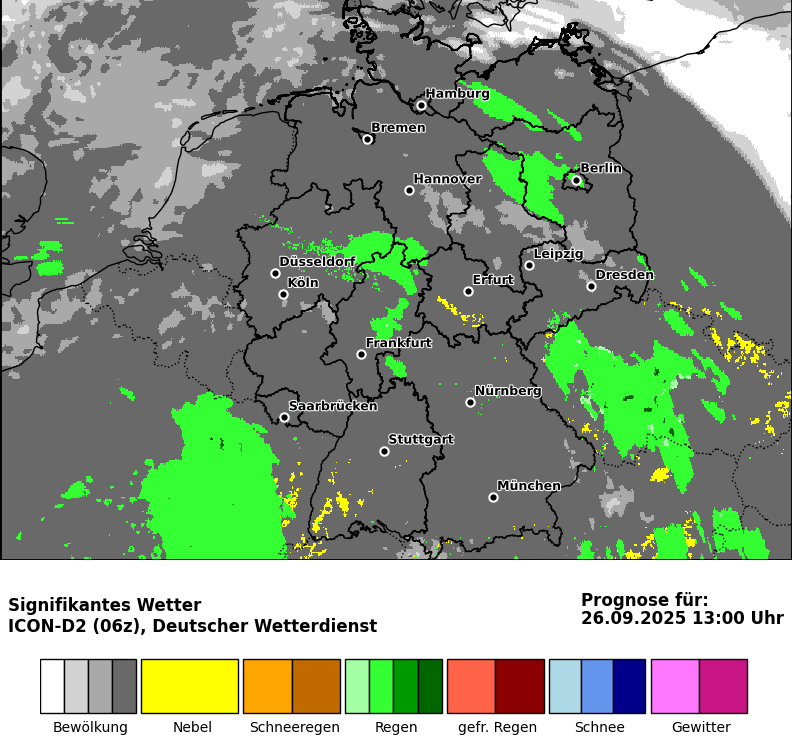 Hamburg
Bremen
Berlin
Hannover
Leipzig
Düsseldorf
Dresden
Köln
Erfurt
Frankfurt
Nürnberg
Saarbrücken
Stuttgart
München
Signifikantes Wetter
ICON-D2 (06z), Deutscher Wetterdienst
Prognose für:
26.09.2025 13:00 Uhr
Bewölkung
Nebel
Schneeregen
Regen
gefr. Regen
Schnee
Gewitter